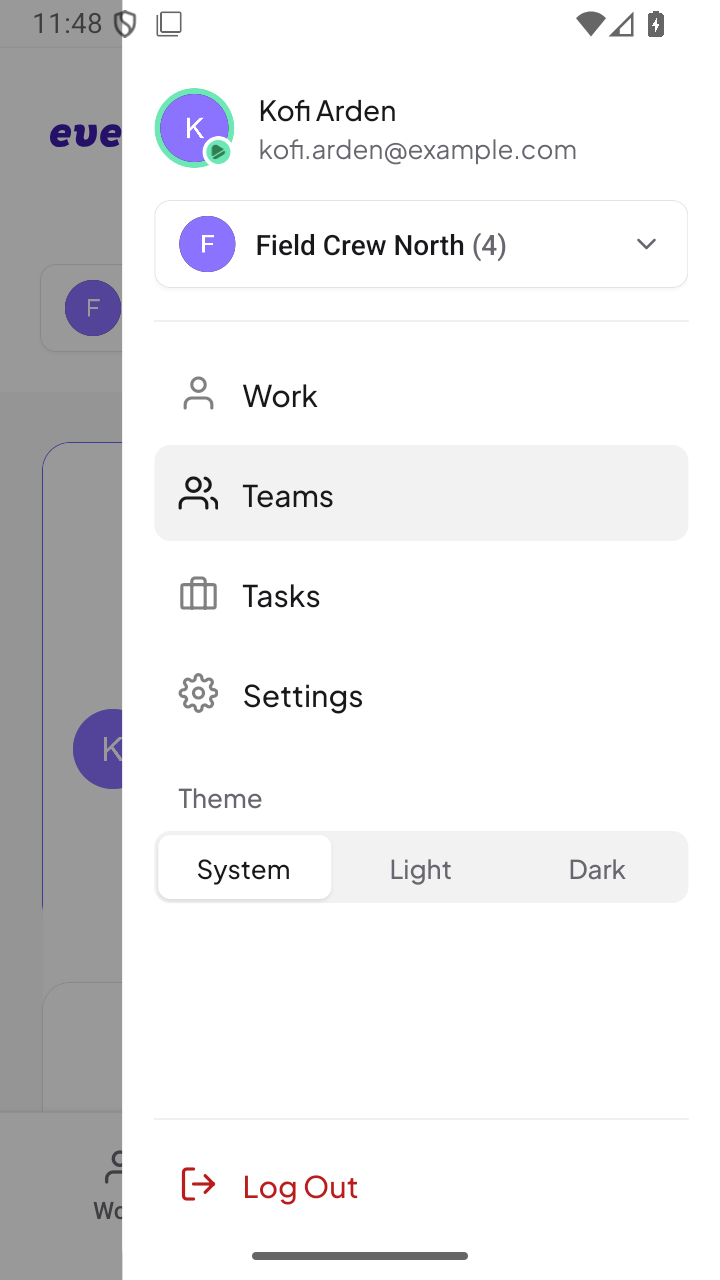 11:48
eve
K
Kofi Arden
kofi.arden@example.com
F
F
Field Crew North (4)
Work
Teams
Tasks
Settings
K
Theme
System
Light
Dark
Log Out